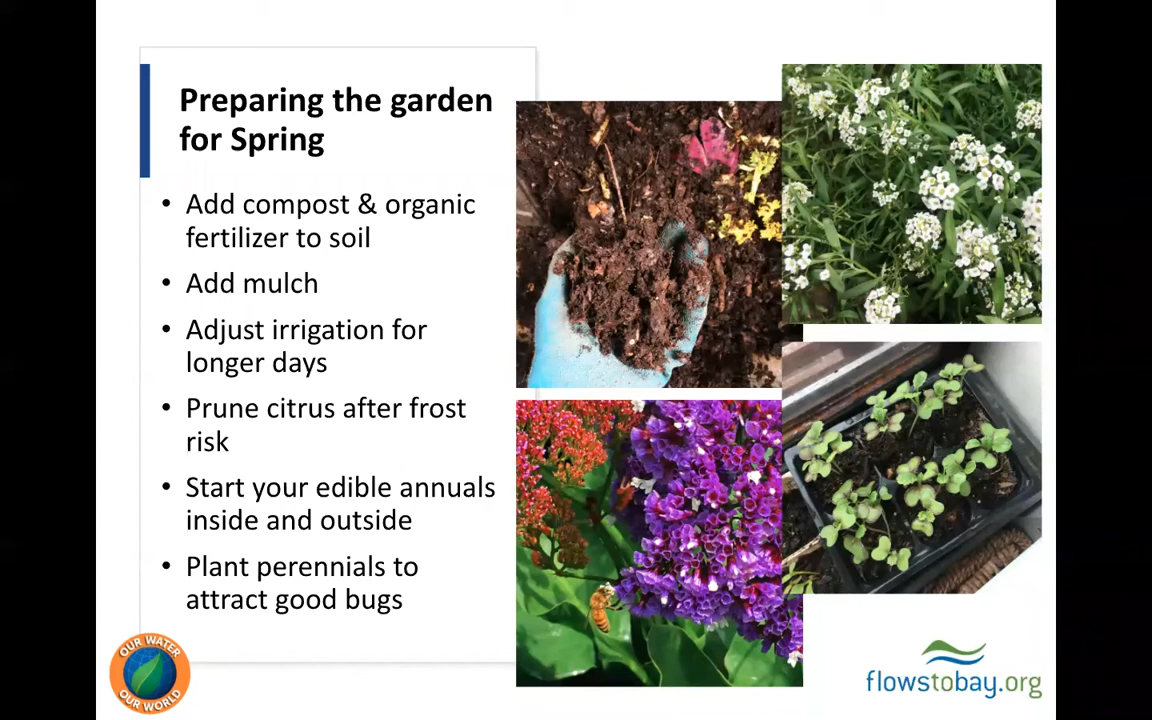 Preparing the garden
for Spring
• Add compost & organic
fertilizer to soil
• Add mulch
• Adjust irrigation for
longer days
• Prune citrus after frost
risk
• Start your edible annuals
inside and outside
• Plant perennials to
attract good bugs
OUR WATER
OUR WORLD
flowstobay.org